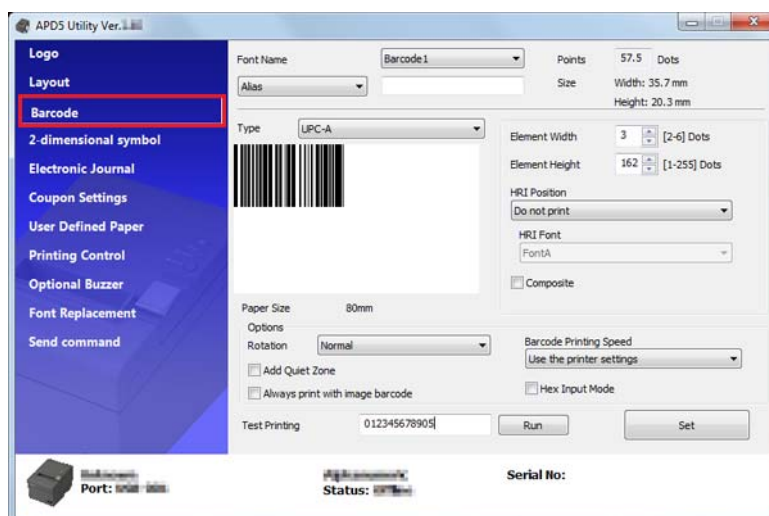 APD5 Utility Ver.
Logo
Layout
Barcode
2-dimensional symbol
Electronic Journal
Coupon Settings
User Defined Paper
Printing Control
Optional Buzzer
Font Replacement
Send command
Font Name Barcode1 Points 57.5 Dots
Alias Size Width: 35.7 mm
Height: 20.3 mm
Type UPC-A
Element Width 3 [2-6] Dots
Element Height 162 [1-255] Dots
HRI Position
Do not print
HRI Font
FontA
Composite
Paper Size 80mm
Options
Rotation Normal
Add Quiet Zone
Always print with image barcode
Barcode Printing Speed
Use the printer settings
Hex Input Mode
Test Printing 012345678905 Run Set
Port:
Status:
Serial No: